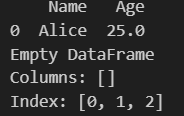 Name Age
0 Alice 25.0
Empty DataFrame
Columns: []
Index: [0, 1, 2]